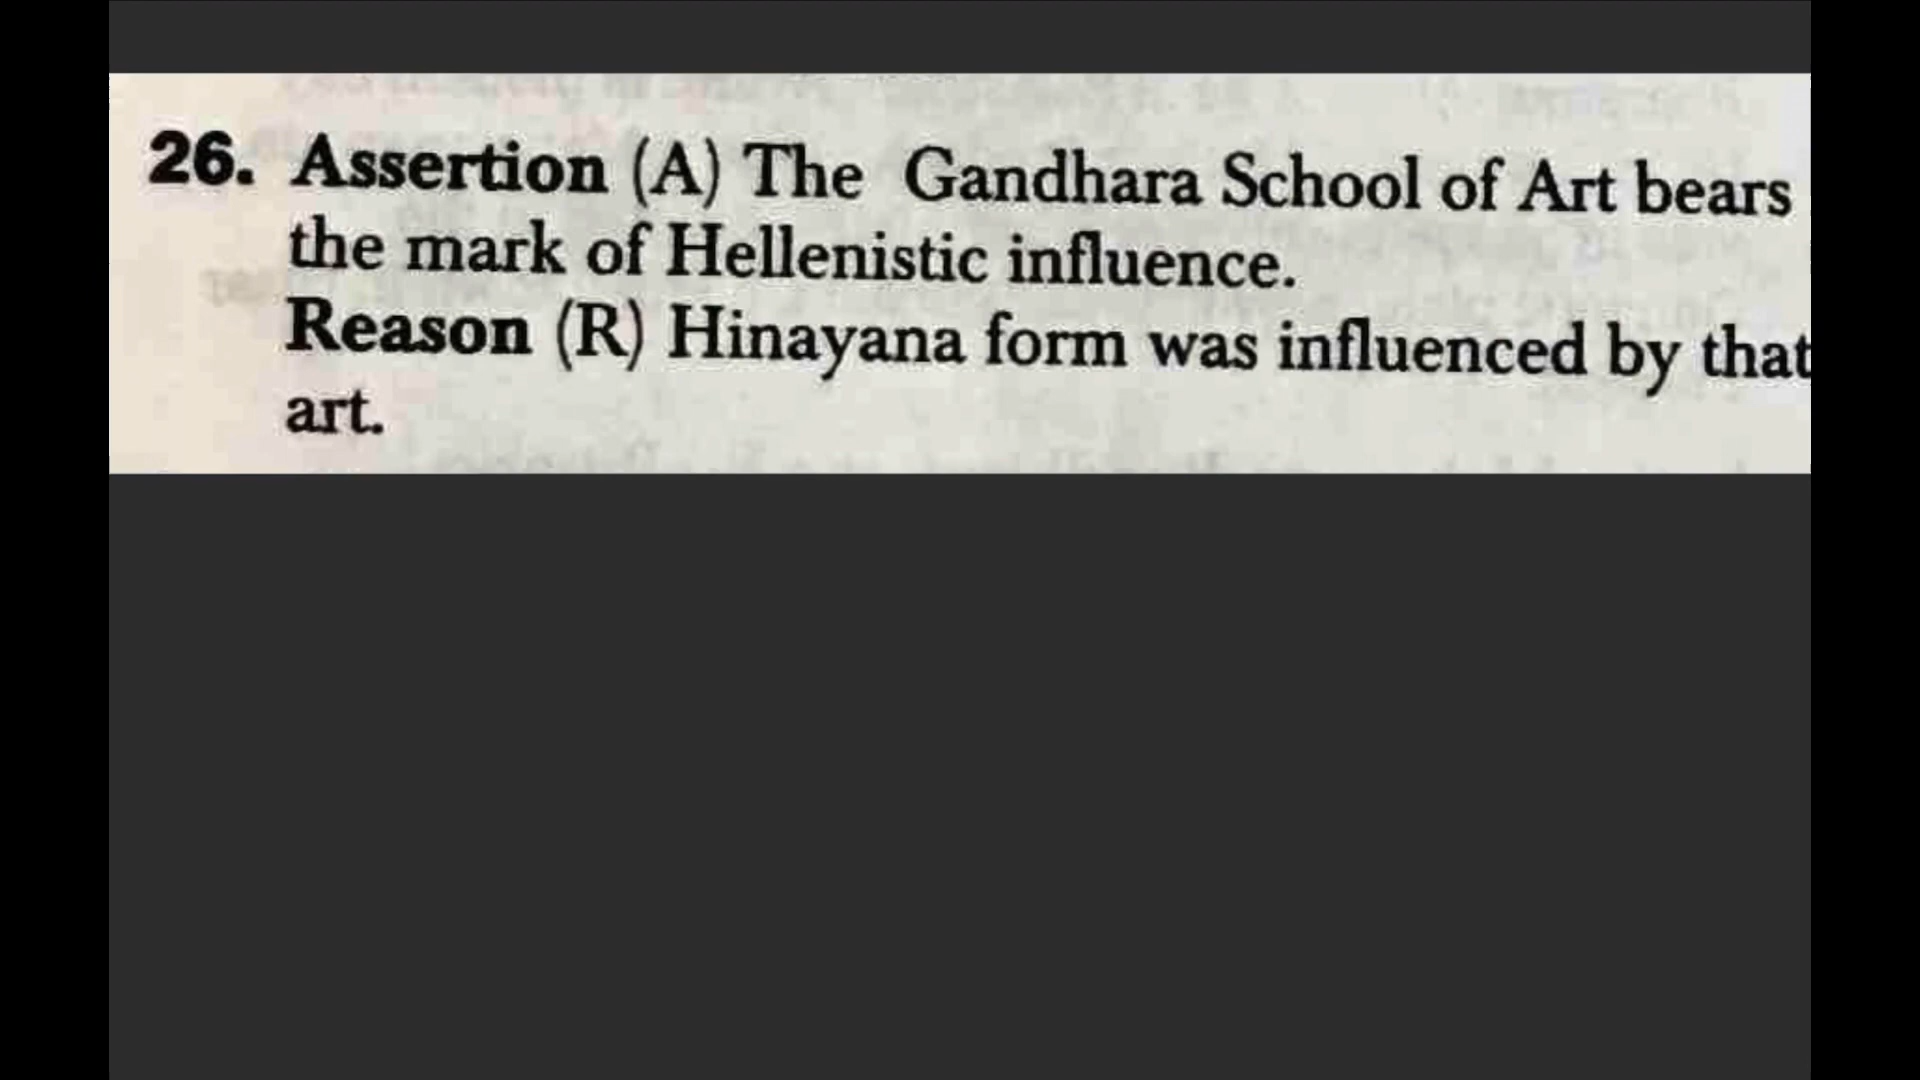 26. Assertion (A) The Gandhara School of Art bears
the mark of Hellenistic influence.
Reason (R) Hinayana form was influenced by that
art.